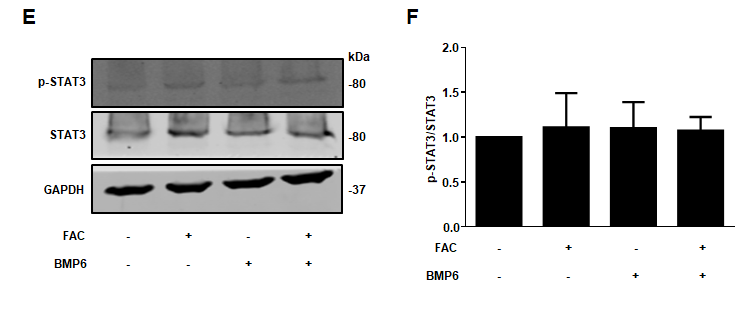 E
kDa
p-STAT3 -80
STAT3 -80
GAPDH -37
FAC - + - +
BMP6 - - + +
F
p-STAT3/STAT3
2.0
1.5
1.0
0.5
0.0
FAC - + - +
BMP6 - - + +